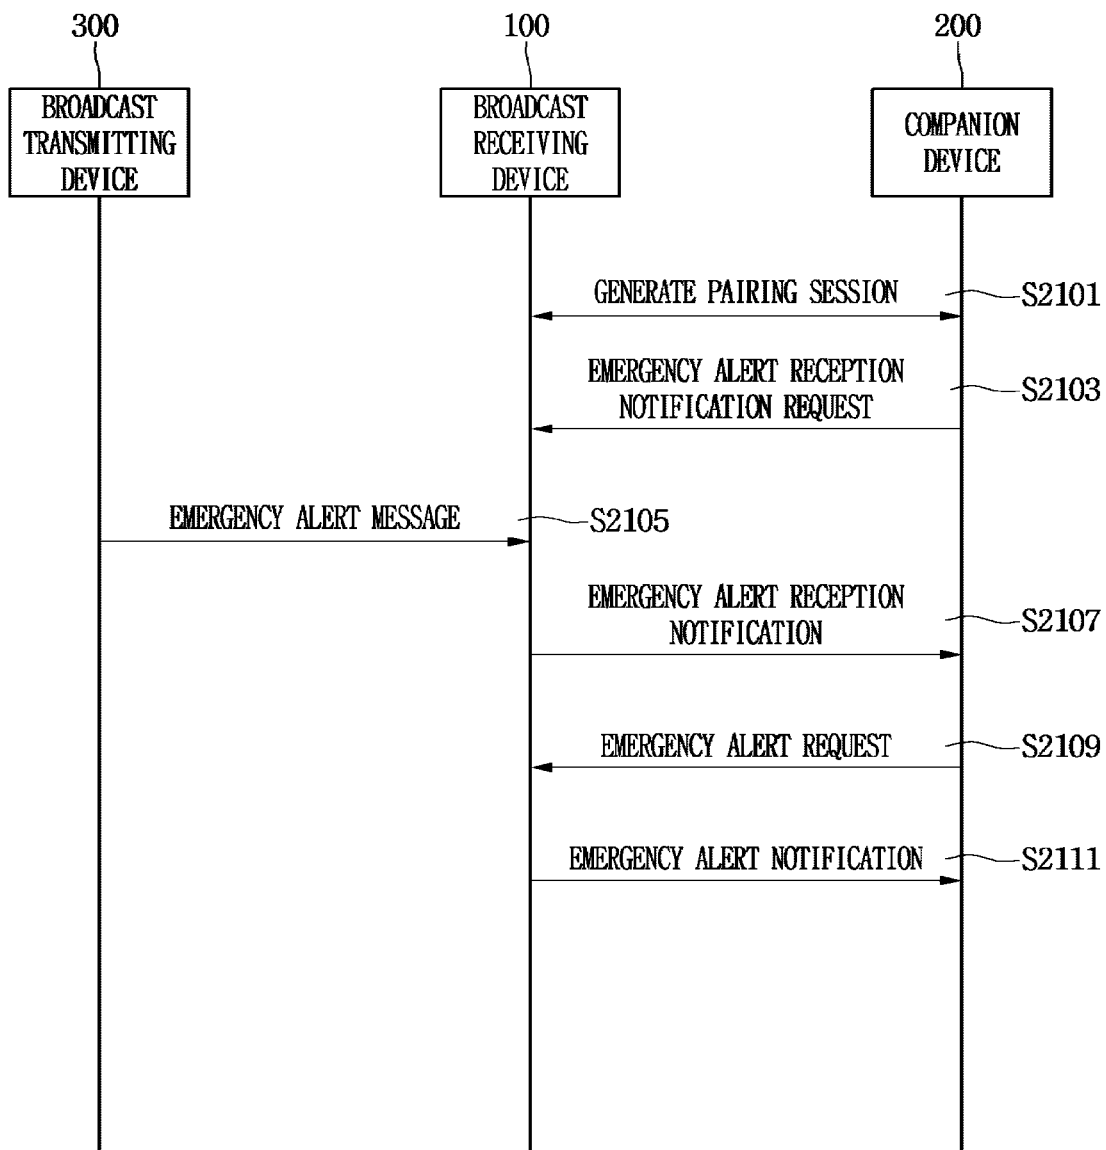 300
100
200
BROADCAST
TRANSMITTING
DEVICE
BROADCAST
RECEIVING
DEVICE
COMPANION
DEVICE
GENERATE PAIRING SESSION
S2101
EMERGENCY ALERT RECEPTION
NOTIFICATION REQUEST
S2103
EMERGENCY ALERT MESSAGE
S2105
EMERGENCY ALERT RECEPTION
NOTIFICATION
S2107
EMERGENCY ALERT REQUEST
S2109
EMERGENCY ALERT NOTIFICATION
S2111